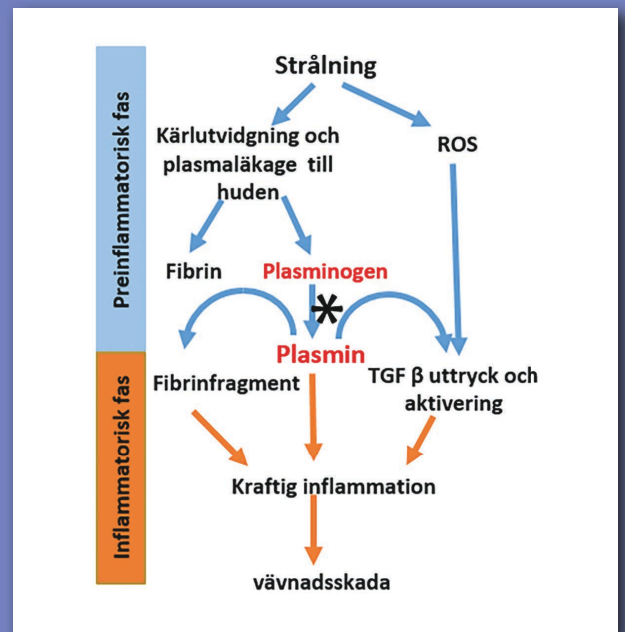 Preinflammatorisk fas
Strålning
Kärlutvidgning och
plasmaläkage till
huden
ROS
Fibrin
Plasminogen
*
Plasmin
Inflammatorisk fas
Fibrinfragment
TGF β uttryck och
aktivering
Kraftig inflammation
vävnadsskada